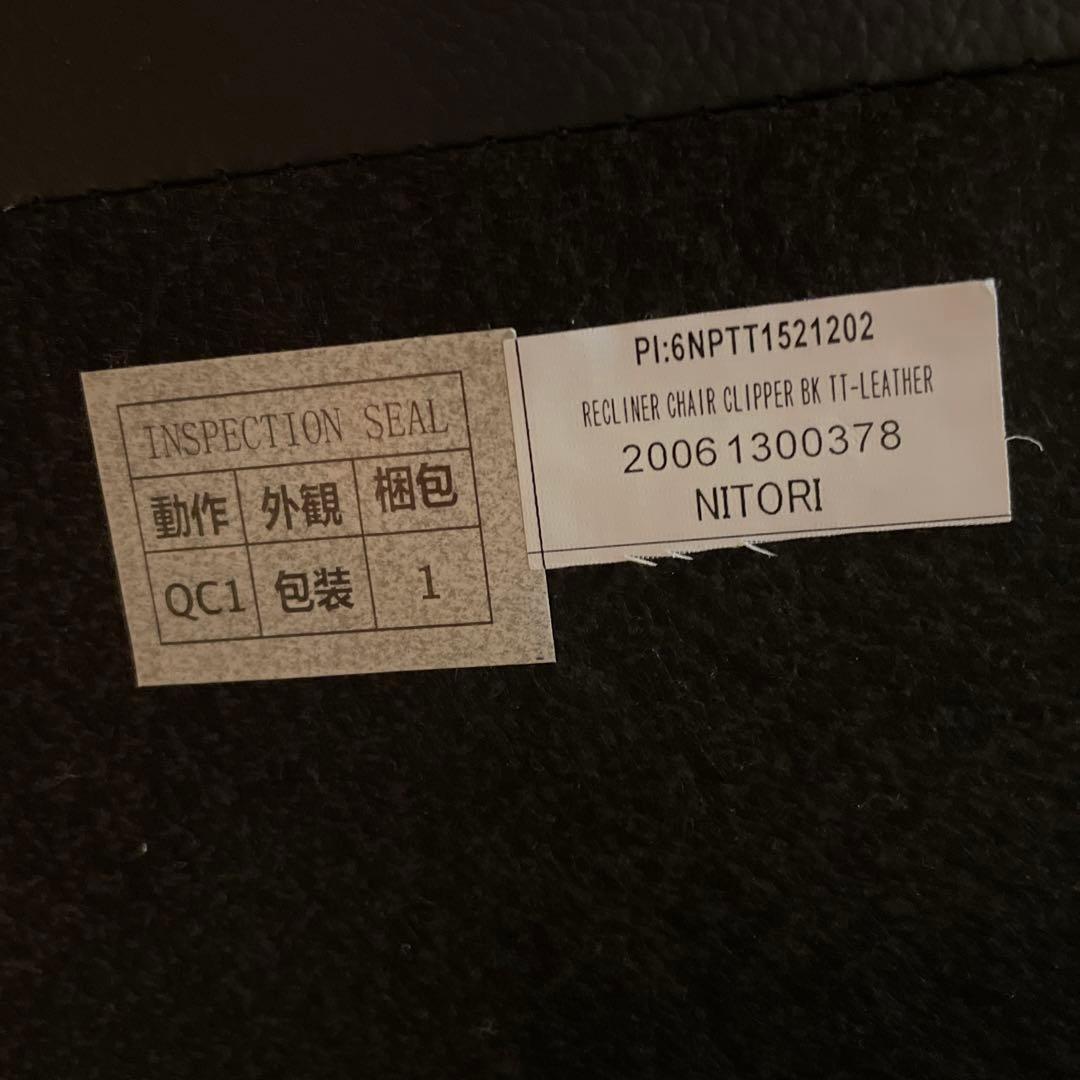 INSPECTION SEAL
動作 外観 梱包
QC1 包装 1
PI:6NPTT1521202
RECLINER CHAIR CLIPPER BK TT-LEATHER
20061300378
NITORI